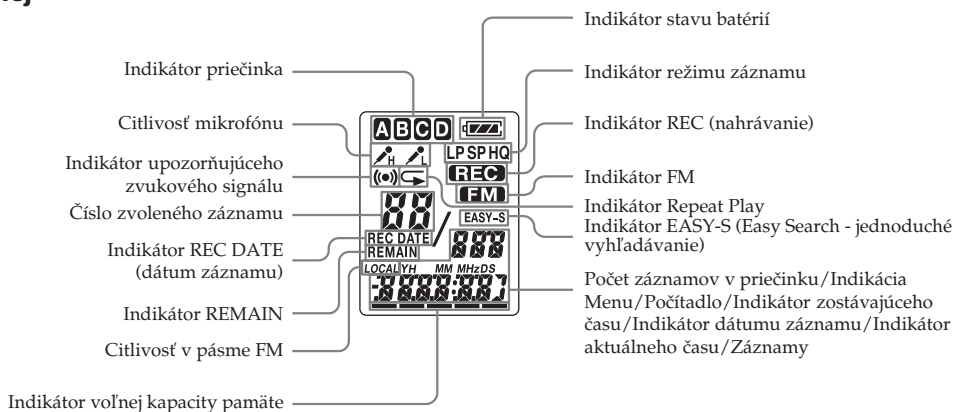 Indikátor priečinka
Citlivosť mikrofónu
Indikátor upozorňujúceho
zvukového signálu
Číslo zvoleného záznamu
Indikátor REC DATE
(dátum záznamu)
Indikátor REMAIN
Citlivosť v pásme FM
Indikátor voľnej kapacity pamäte
ABCD
H L
LP SP HQ
REC
FM
88
EASY-S
REC DATE
REMAIN
888
LOCAL YH MM MHz DS
Indikátor stavu batérií
Indikátor režimu záznamu
Indikátor REC (nahrávanie)
Indikátor FM
Indikátor Repeat Play
Indikátor EASY-S (Easy Search - jednoduché
vyhľadávanie)
Počet záznamov v priečinku/Indikácia
Menu/Počítadlo/Indikátor zostávajúceho
času/Indikátor dátumu záznamu/Indikátor
aktuálneho času/Záznamy